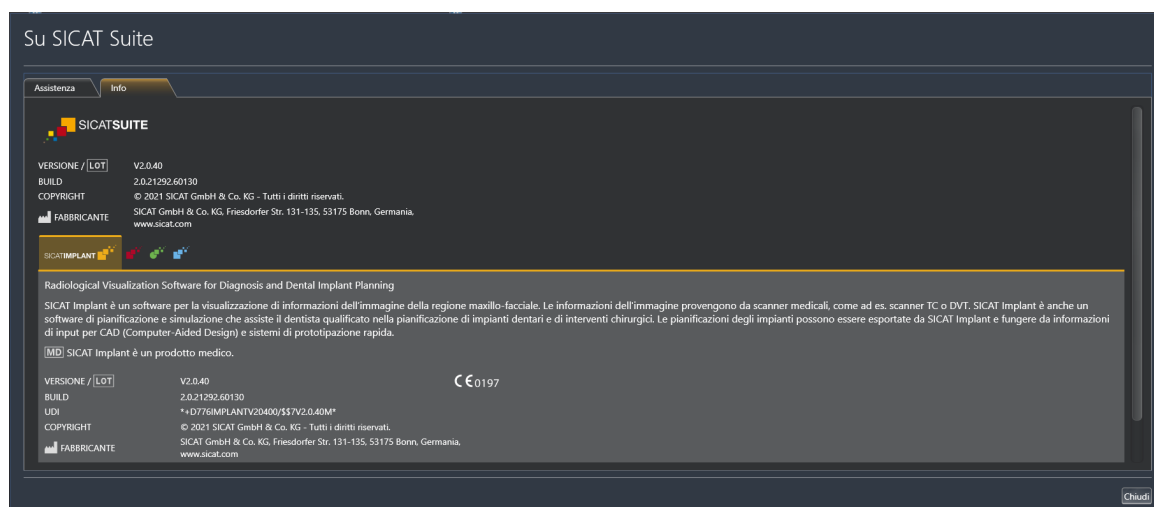 Su SICAT Suite
Assistenza
Info
SICATSUITE
VERSIONE / LOT V2.0.40
BUILD 2.0.21292.60130
COPYRIGHT © 2021 SICAT GmbH & Co. KG - Tutti i diritti riservati.
FABBRICANTE SICAT GmbH & Co. KG, Friesdorfer Str. 131-135, 53175 Bonn, Germania,
www.sicat.com
SICATIMPLANT
Radiological Visualization Software for Diagnosis and Dental Implant Planning
SICAT Implant è un software per la visualizzazione di informazioni dell'immagine della regione maxillo-facciale. Le informazioni dell'immagine provengono da scanner medicali, come ad es. scanner TC o DVT. SICAT Implant è anche un
software di pianificazione e simulazione che assiste il dentista qualificato nella pianificazione di impianti dentari e di interventi chirurgici. Le pianificazioni degli impianti possono essere esportate da SICAT Implant e fungere da informazioni
di input per CAD (Computer-Aided Design) e sistemi di prototipazione rapida.
MD SICAT Implant è un prodotto medico.
VERSIONE / LOT V2.0.40 CE0197
BUILD 2.0.21292.60130
UDI *+D776IMPLANTV20400/$$7V2.0.40M*
COPYRIGHT © 2021 SICAT GmbH & Co. KG - Tutti i diritti riservati.
FABBRICANTE SICAT GmbH & Co. KG, Friesdorfer Str. 131-135, 53175 Bonn, Germania,
www.sicat.com
Chiudi